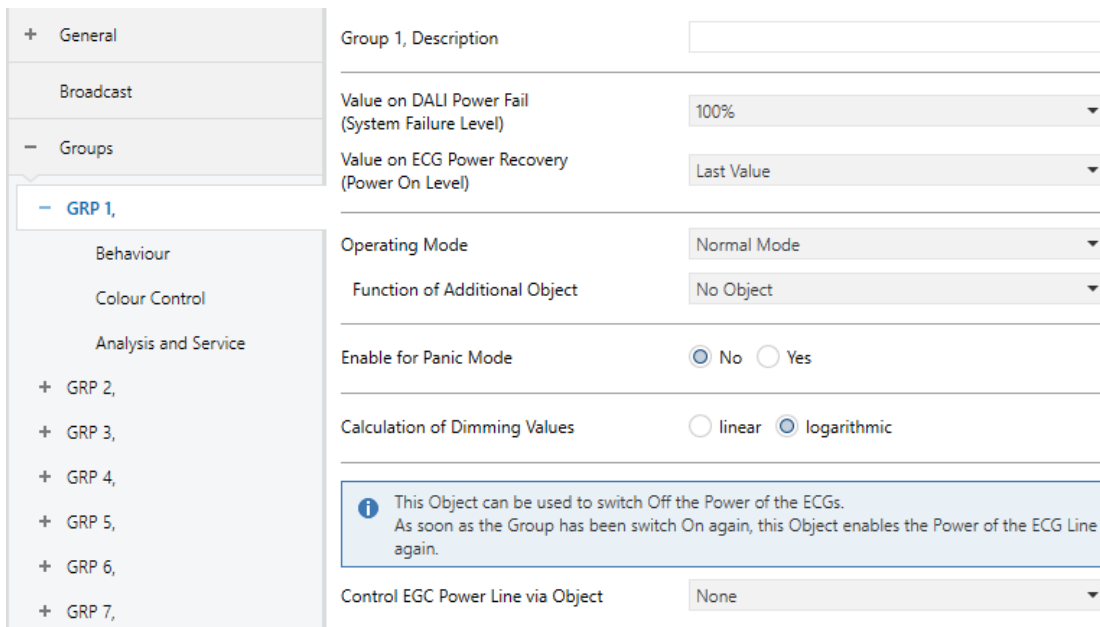 General
Broadcast
Groups
GRP 1,
Behaviour
Colour Control
Analysis and Service
GRP 2,
GRP 3,
GRP 4,
GRP 5,
GRP 6,
GRP 7,
Group 1, Description
Value on DALI Power Fail
(System Failure Level)
100%
Value on ECG Power Recovery
(Power On Level)
Last Value
Operating Mode
Normal Mode
Function of Additional Object
No Object
Enable for Panic Mode
No Yes
Calculation of Dimming Values
linear logarithmic
This Object can be used to switch Off the Power of the ECGs.
As soon as the Group has been switch On again, this Object enables the Power of the ECG Line
again.
Control EGC Power Line via Object
None